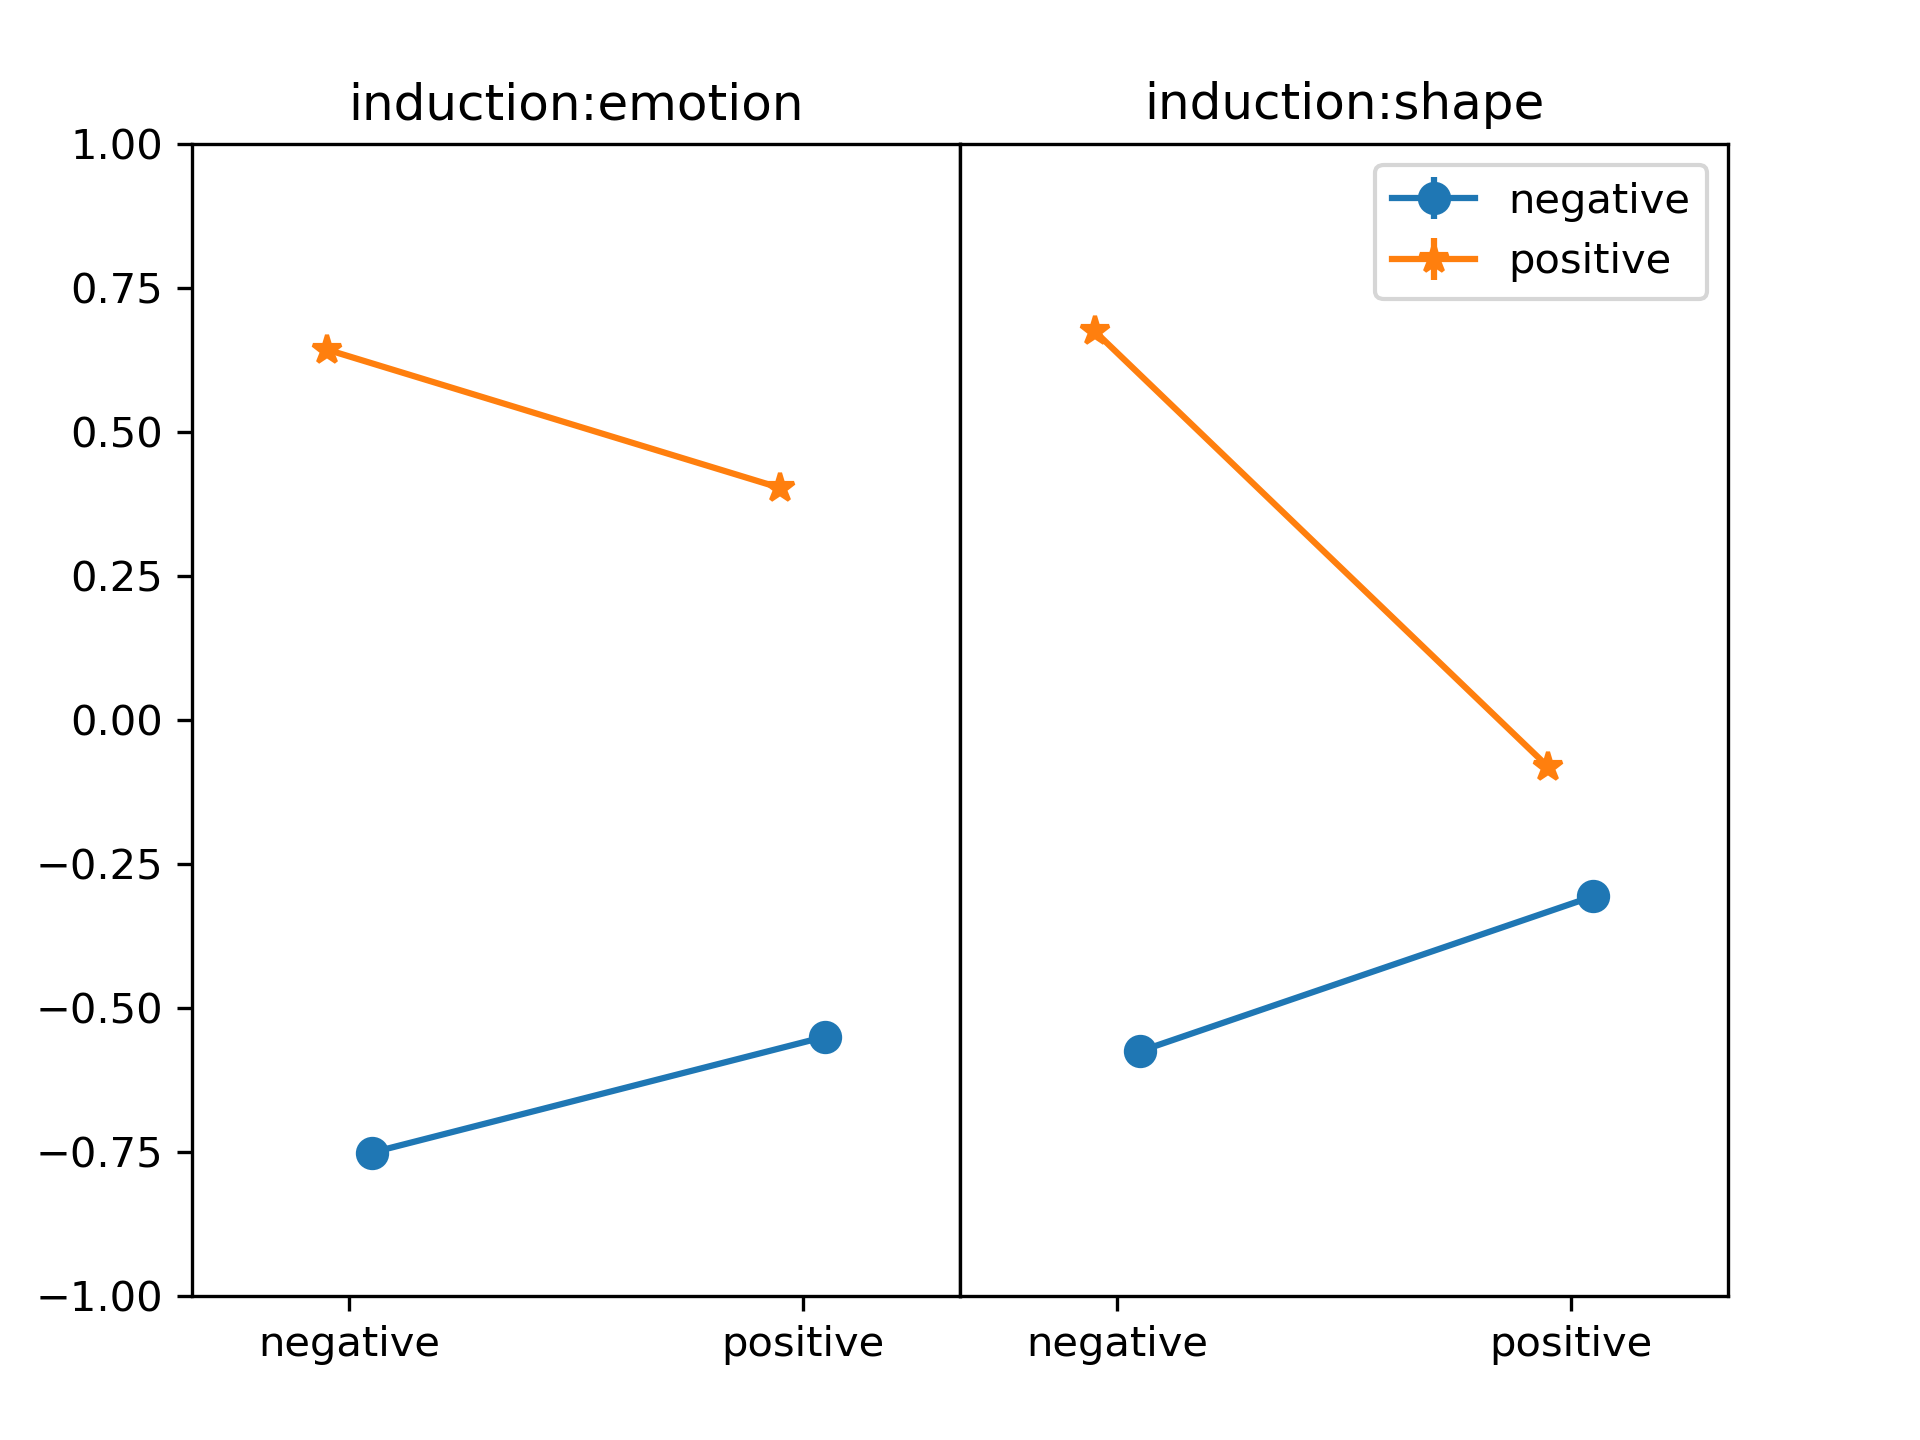 induction:emotion
induction:shape
1.00
0.75
0.50
0.25
0.00
−0.25
−0.50
−0.75
−1.00
negative
positive
negative
positive
negative
positive